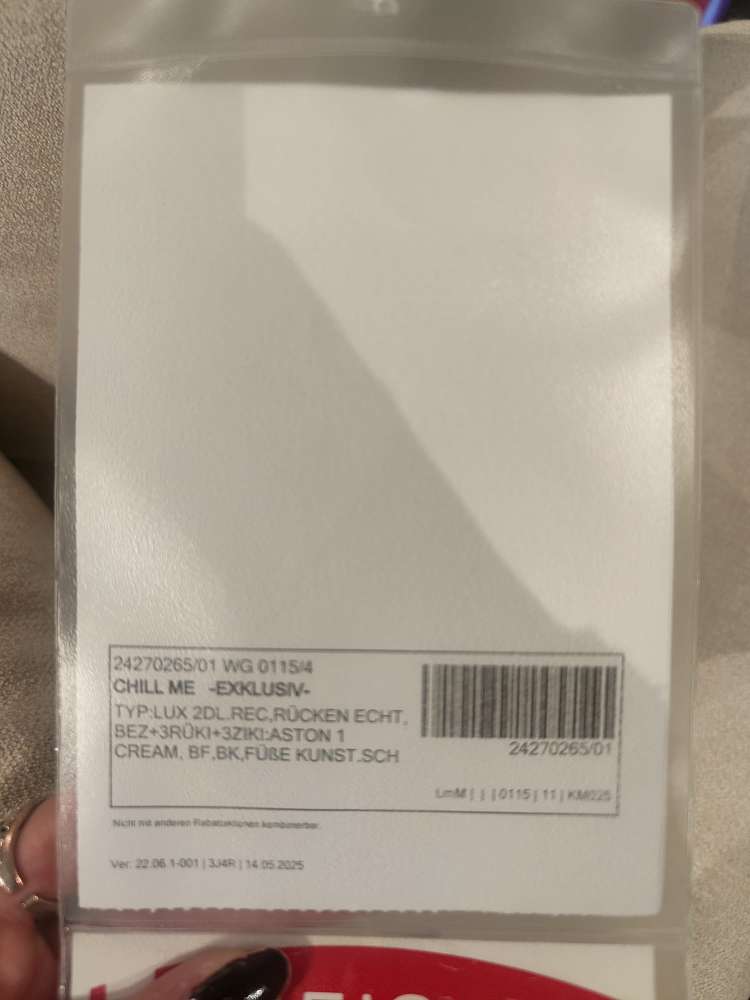 24270265/01 WG 0115/4
CHILL ME -EXKLUSIV-
TYP:LUX 2DL.REC,RÜCKEN ECHT,
BEZ+3RÜKI+3ZIKI:ASTON 1
CREAM, BF,BK,FÜßE KUNST.SCH
24270265/01
LmM | | | 0115 | 11 | KM025
Nicht mit anderen Rabattaktionen kombinierbar.
Ver: 22.06.1-001 | 3J4R | 14.05.2025